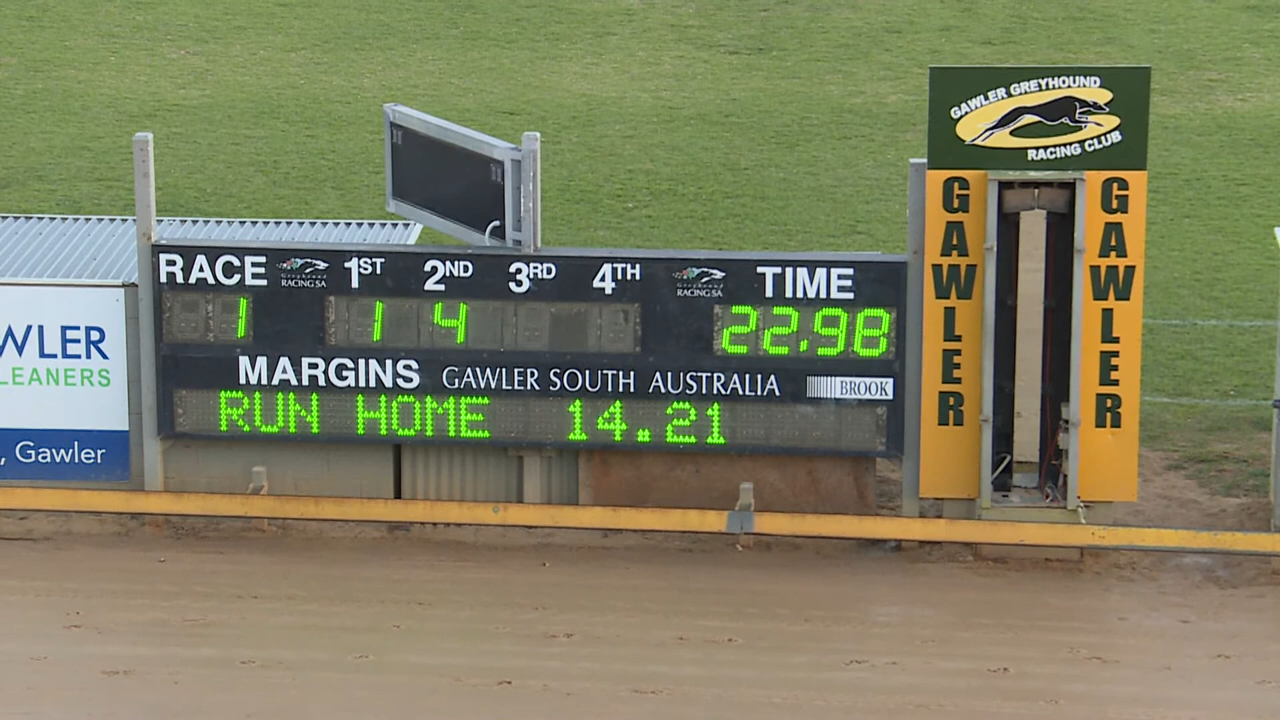 GAWLER GREYHOUND
RACING CLUB
GAWLER
GAWLER
RACE
Greyhound
RACING SA
1ST
2ND
3RD
4TH
Greyhound
RACING SA
TIME
1
1
4
22.98
MARGINS
GAWLER SOUTH AUSTRALIA
BROOK
RUN HOME 14.21
WLER
LEANERS
, Gawler